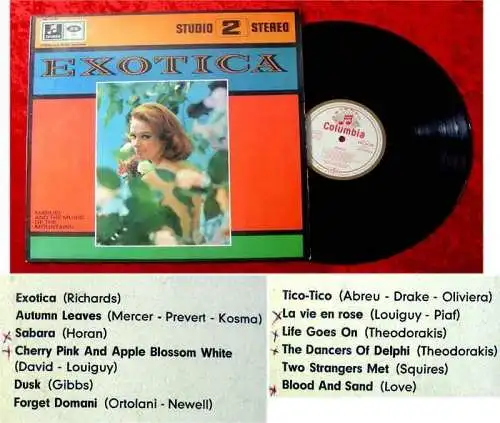 STUDIO 2 STEREO
EXOTICA
MANUEL
AND THE MUSIC
OF THE
MOUNTAINS
Columbia
Exotica (Richards)
Autumn Leaves (Mercer - Prevert - Kosma)
Sabara (Horan)
Cherry Pink And Apple Blossom White
(David - Louiguy)
Dusk (Gibbs)
Forget Domani (Ortolani - Newell)
Tico-Tico (Abreu - Drake - Oliviera)
La vie en rose (Louiguy - Piaf)
Life Goes On (Theodorakis)
The Dancers Of Delphi (Theodorakis)
Two Strangers Met (Squires)
Blood And Sand (Love)